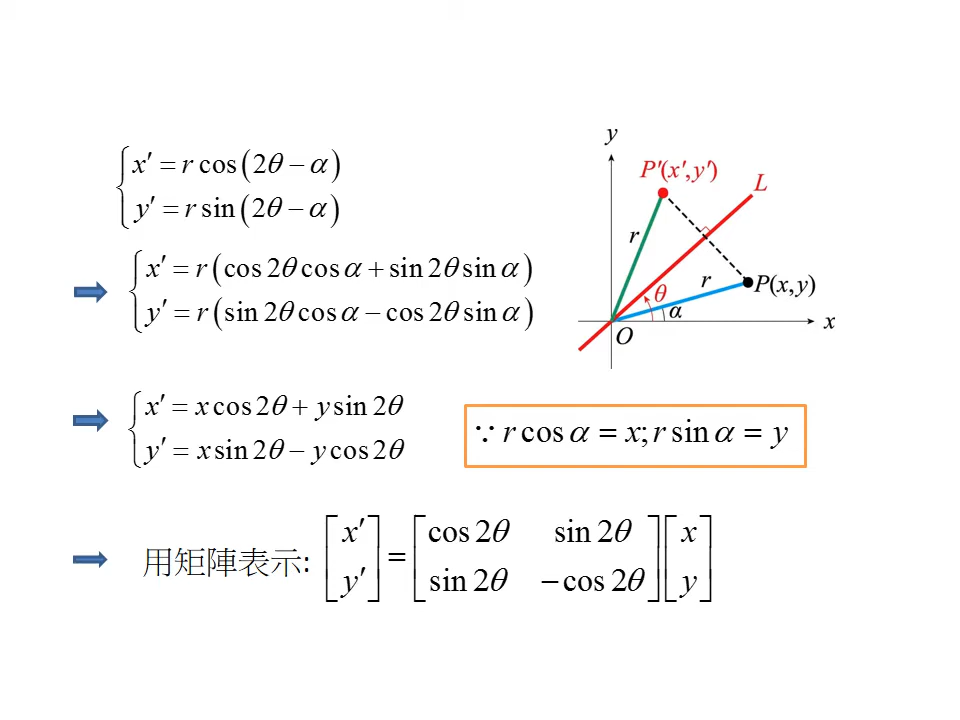 x′ = r cos(2θ − α)
y′ = r sin(2θ − α)
x′ = r(cos 2θ cos α + sin 2θ sin α)
y′ = r(sin 2θ cos α − cos 2θ sin α)
y
P′(x′,y′)
L
r
r
P(x,y)
θ
α
x
O
x′ = x cos 2θ + y sin 2θ
y′ = x sin 2θ − y cos 2θ
∵ r cos α = x; r sin α = y
用矩陣表示: [x′ y′] = [cos 2θ sin 2θ sin 2θ −cos 2θ][x y]